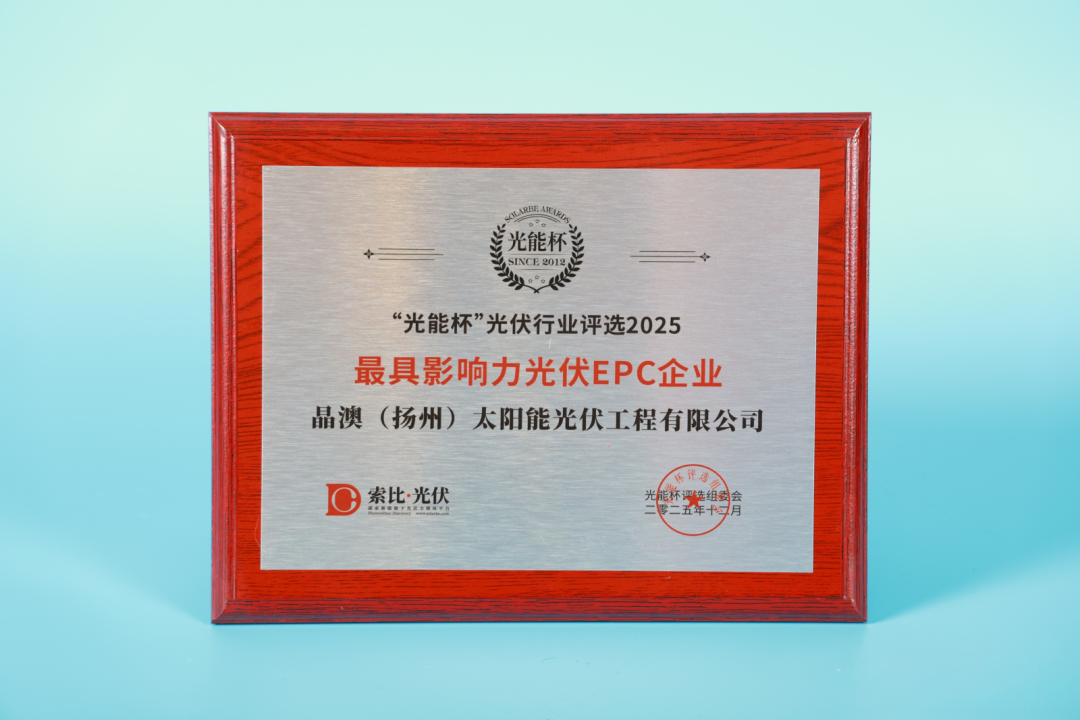 SOLARBE AWARDS
光能杯
SINCE 2012
“光能杯”光伏行业评选2025
最具影响力光伏EPC企业
晶澳（扬州）太阳能光伏工程有限公司
索比·光伏
光能杯评选组委会
二零二五年十二月